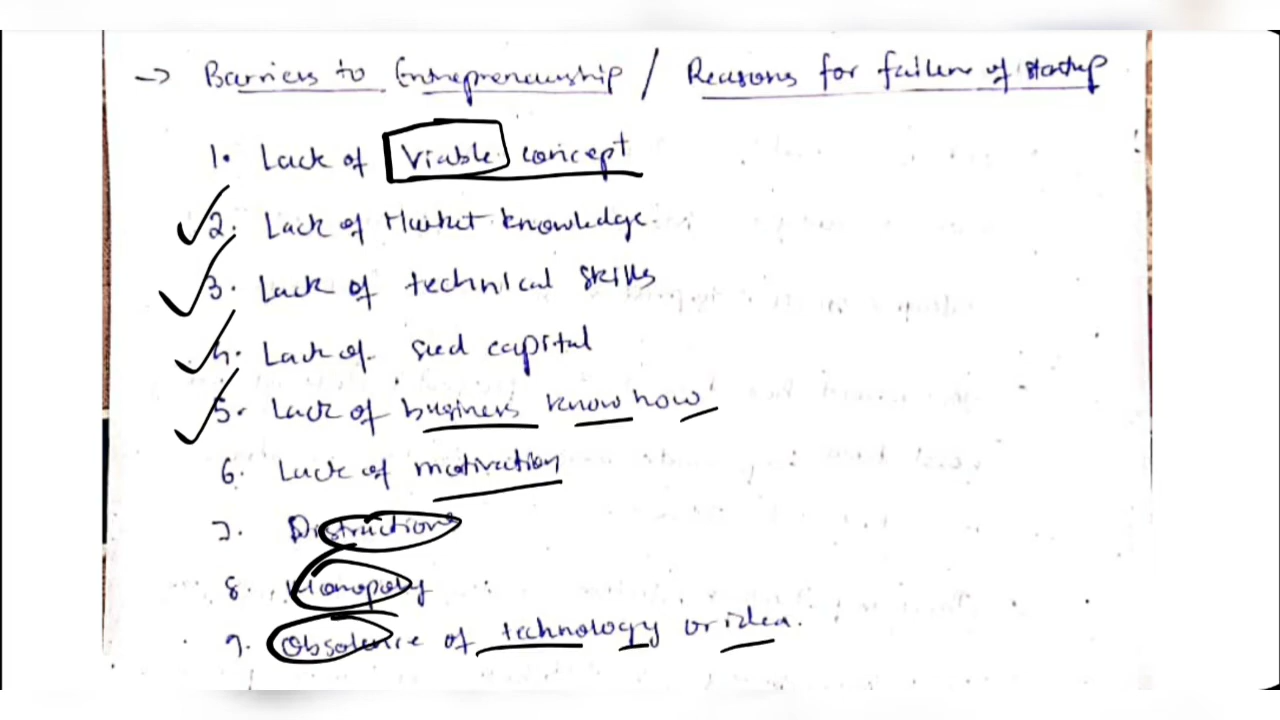 → Barriers to Entrepreneurship / Reasons for failure of startup
1. Lack of Viable concept
2. Lack of Market knowledge.
3. Lack of technical skills
4. Lack of seed capital
5. Lack of business know how
6. Lack of motivation
7. Distructions
8. Monopoly
9. Obsolence of technology or idea.